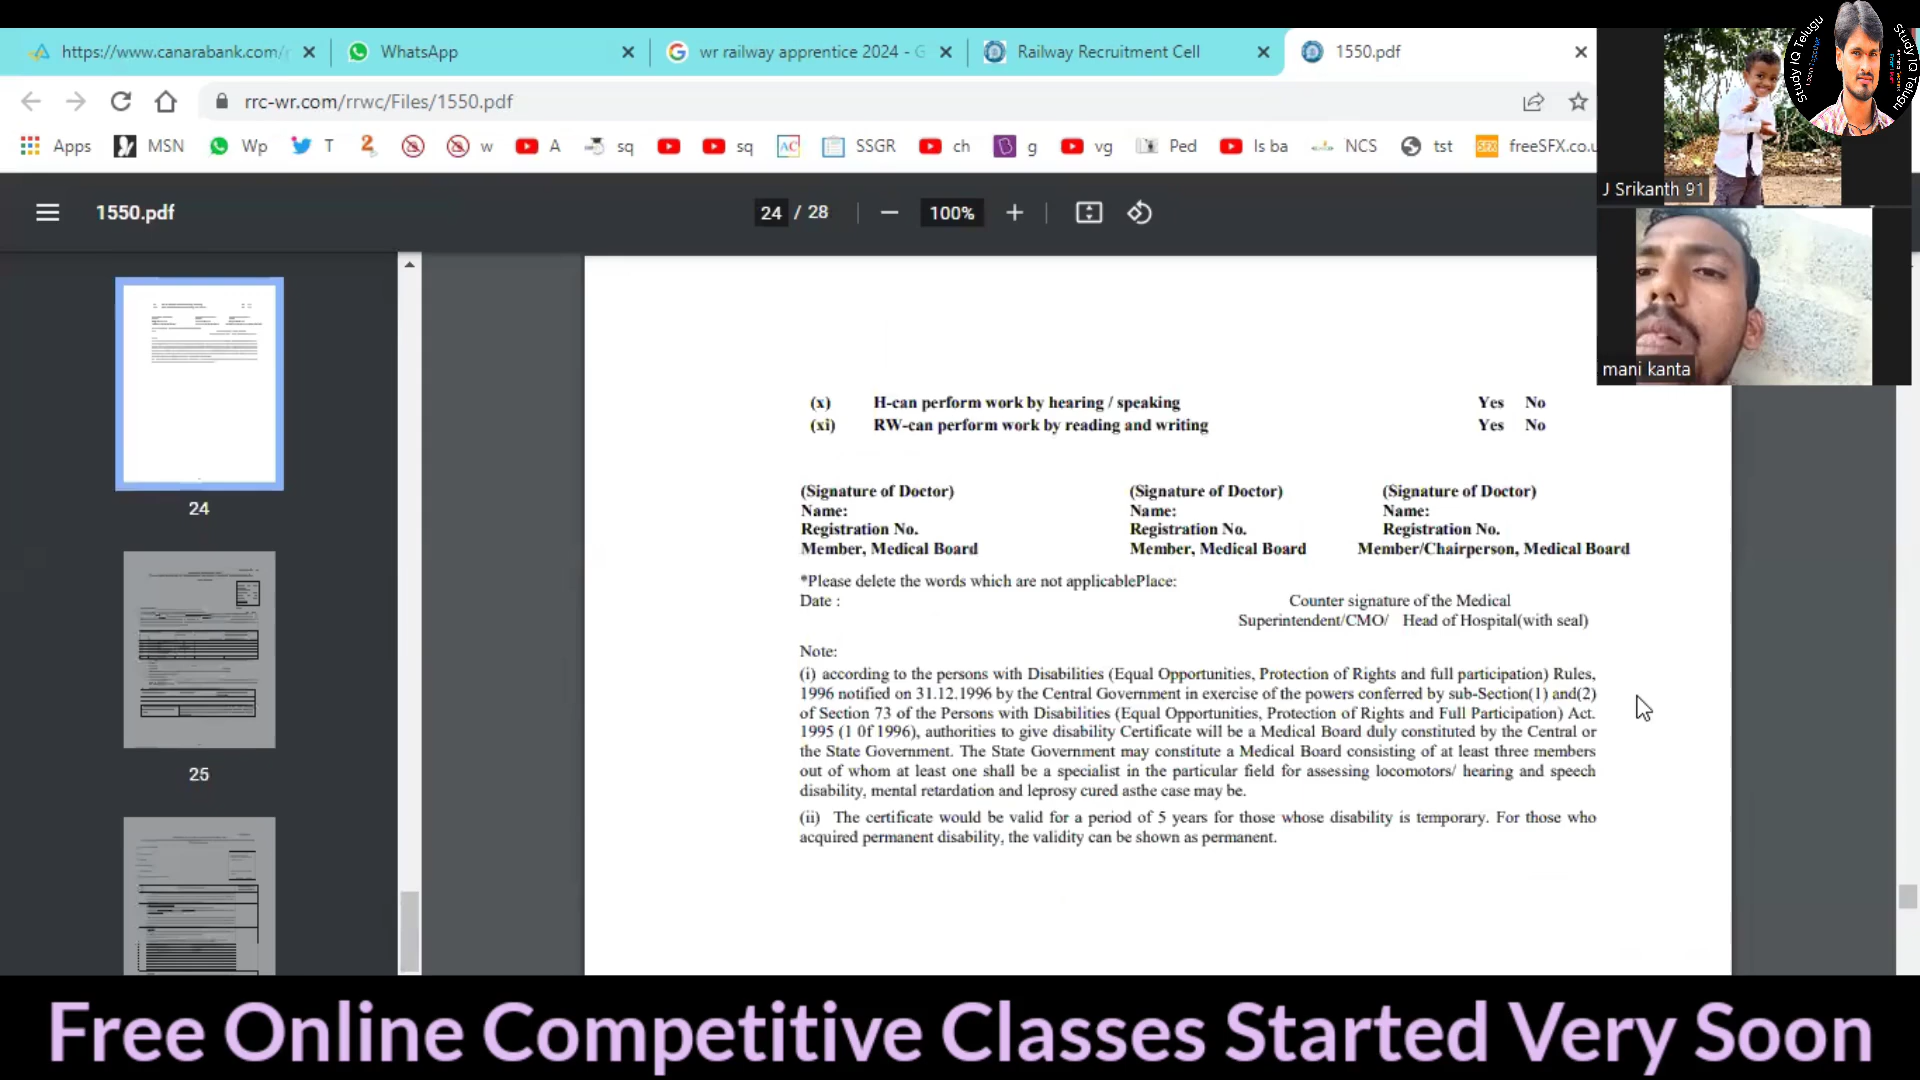 https://www.canarabank.com/
WhatsApp
wr railway apprentice 2024 - G
Railway Recruitment Cell
1550.pdf
rrc-wr.com/rrwc/Files/1550.pdf
Apps MSN Wp T w A sq sq AC SSGR ch g vg Ped ls ba NCS tst SFX freeSFX.co.u
1550.pdf
24 / 28
100%
24
25
(x) H-can perform work by hearing / speaking Yes No
(xi) RW-can perform work by reading and writing Yes No
(Signature of Doctor) (Signature of Doctor) (Signature of Doctor)
Name: Name: Name:
Registration No. Registration No. Registration No.
Member, Medical Board Member, Medical Board Member/Chairperson, Medical Board
*Please delete the words which are not applicablePlace:
Date : Counter signature of the Medical
Superintendent/CMO/ Head of Hospital(with seal)
Note:
(i) according to the persons with Disabilities (Equal Opportunities, Protection of Rights and full participation) Rules,
1996 notified on 31.12.1996 by the Central Government in exercise of the powers conferred by sub-Section(1) and(2)
of Section 73 of the Persons with Disabilities (Equal Opportunities, Protection of Rights and Full Participation) Act.
1995 (1 0f 1996), authorities to give disability Certificate will be a Medical Board duly constituted by the Central or
the State Government. The State Government may constitute a Medical Board consisting of at least three members
out of whom at least one shall be a specialist in the particular field for assessing locomotors/ hearing and speech
disability, mental retardation and leprosy cured asthe case may be.
(ii) The certificate would be valid for a period of 5 years for those whose disability is temporary. For those who
acquired permanent disability, the validity can be shown as permanent.
J Srikanth 91
mani kanta
Study IQ Telugu
Study IQ Telugu
Free Online Competitive Classes Started Very Soon